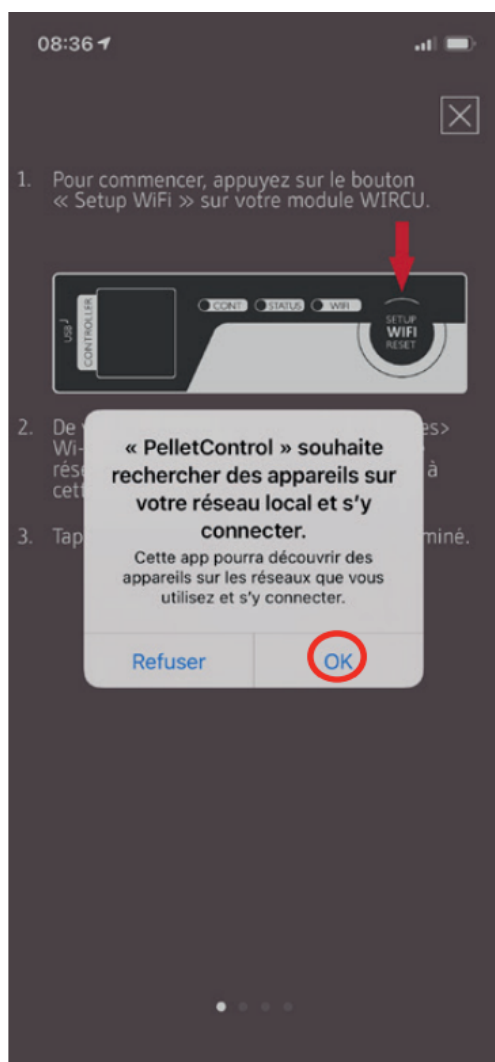 08:36
1. Pour commencer, appuyez sur le bouton
« Setup WiFi » sur votre module WIRCU.
USB
CONTROLLER
CONT
STATUS
WIFI
SETUP
WIFI
RESET
2. De
es>
Wi-
rése
à
cett
« PelletControl » souhaite
rechercher des appareils sur
votre réseau local et s’y
connecter.
3. Tap
miné.
Cette app pourra découvrir des
appareils sur les réseaux que vous
utilisez et s’y connecter.
Refuser
OK